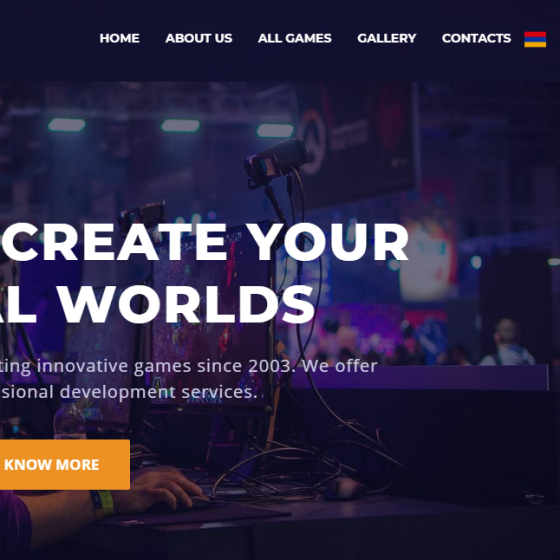 HOME ABOUT US ALL GAMES GALLERY CONTACTS
CREATE YOUR
L WORLDS
ting innovative games since 2003. We offer
sional development services.
KNOW MORE